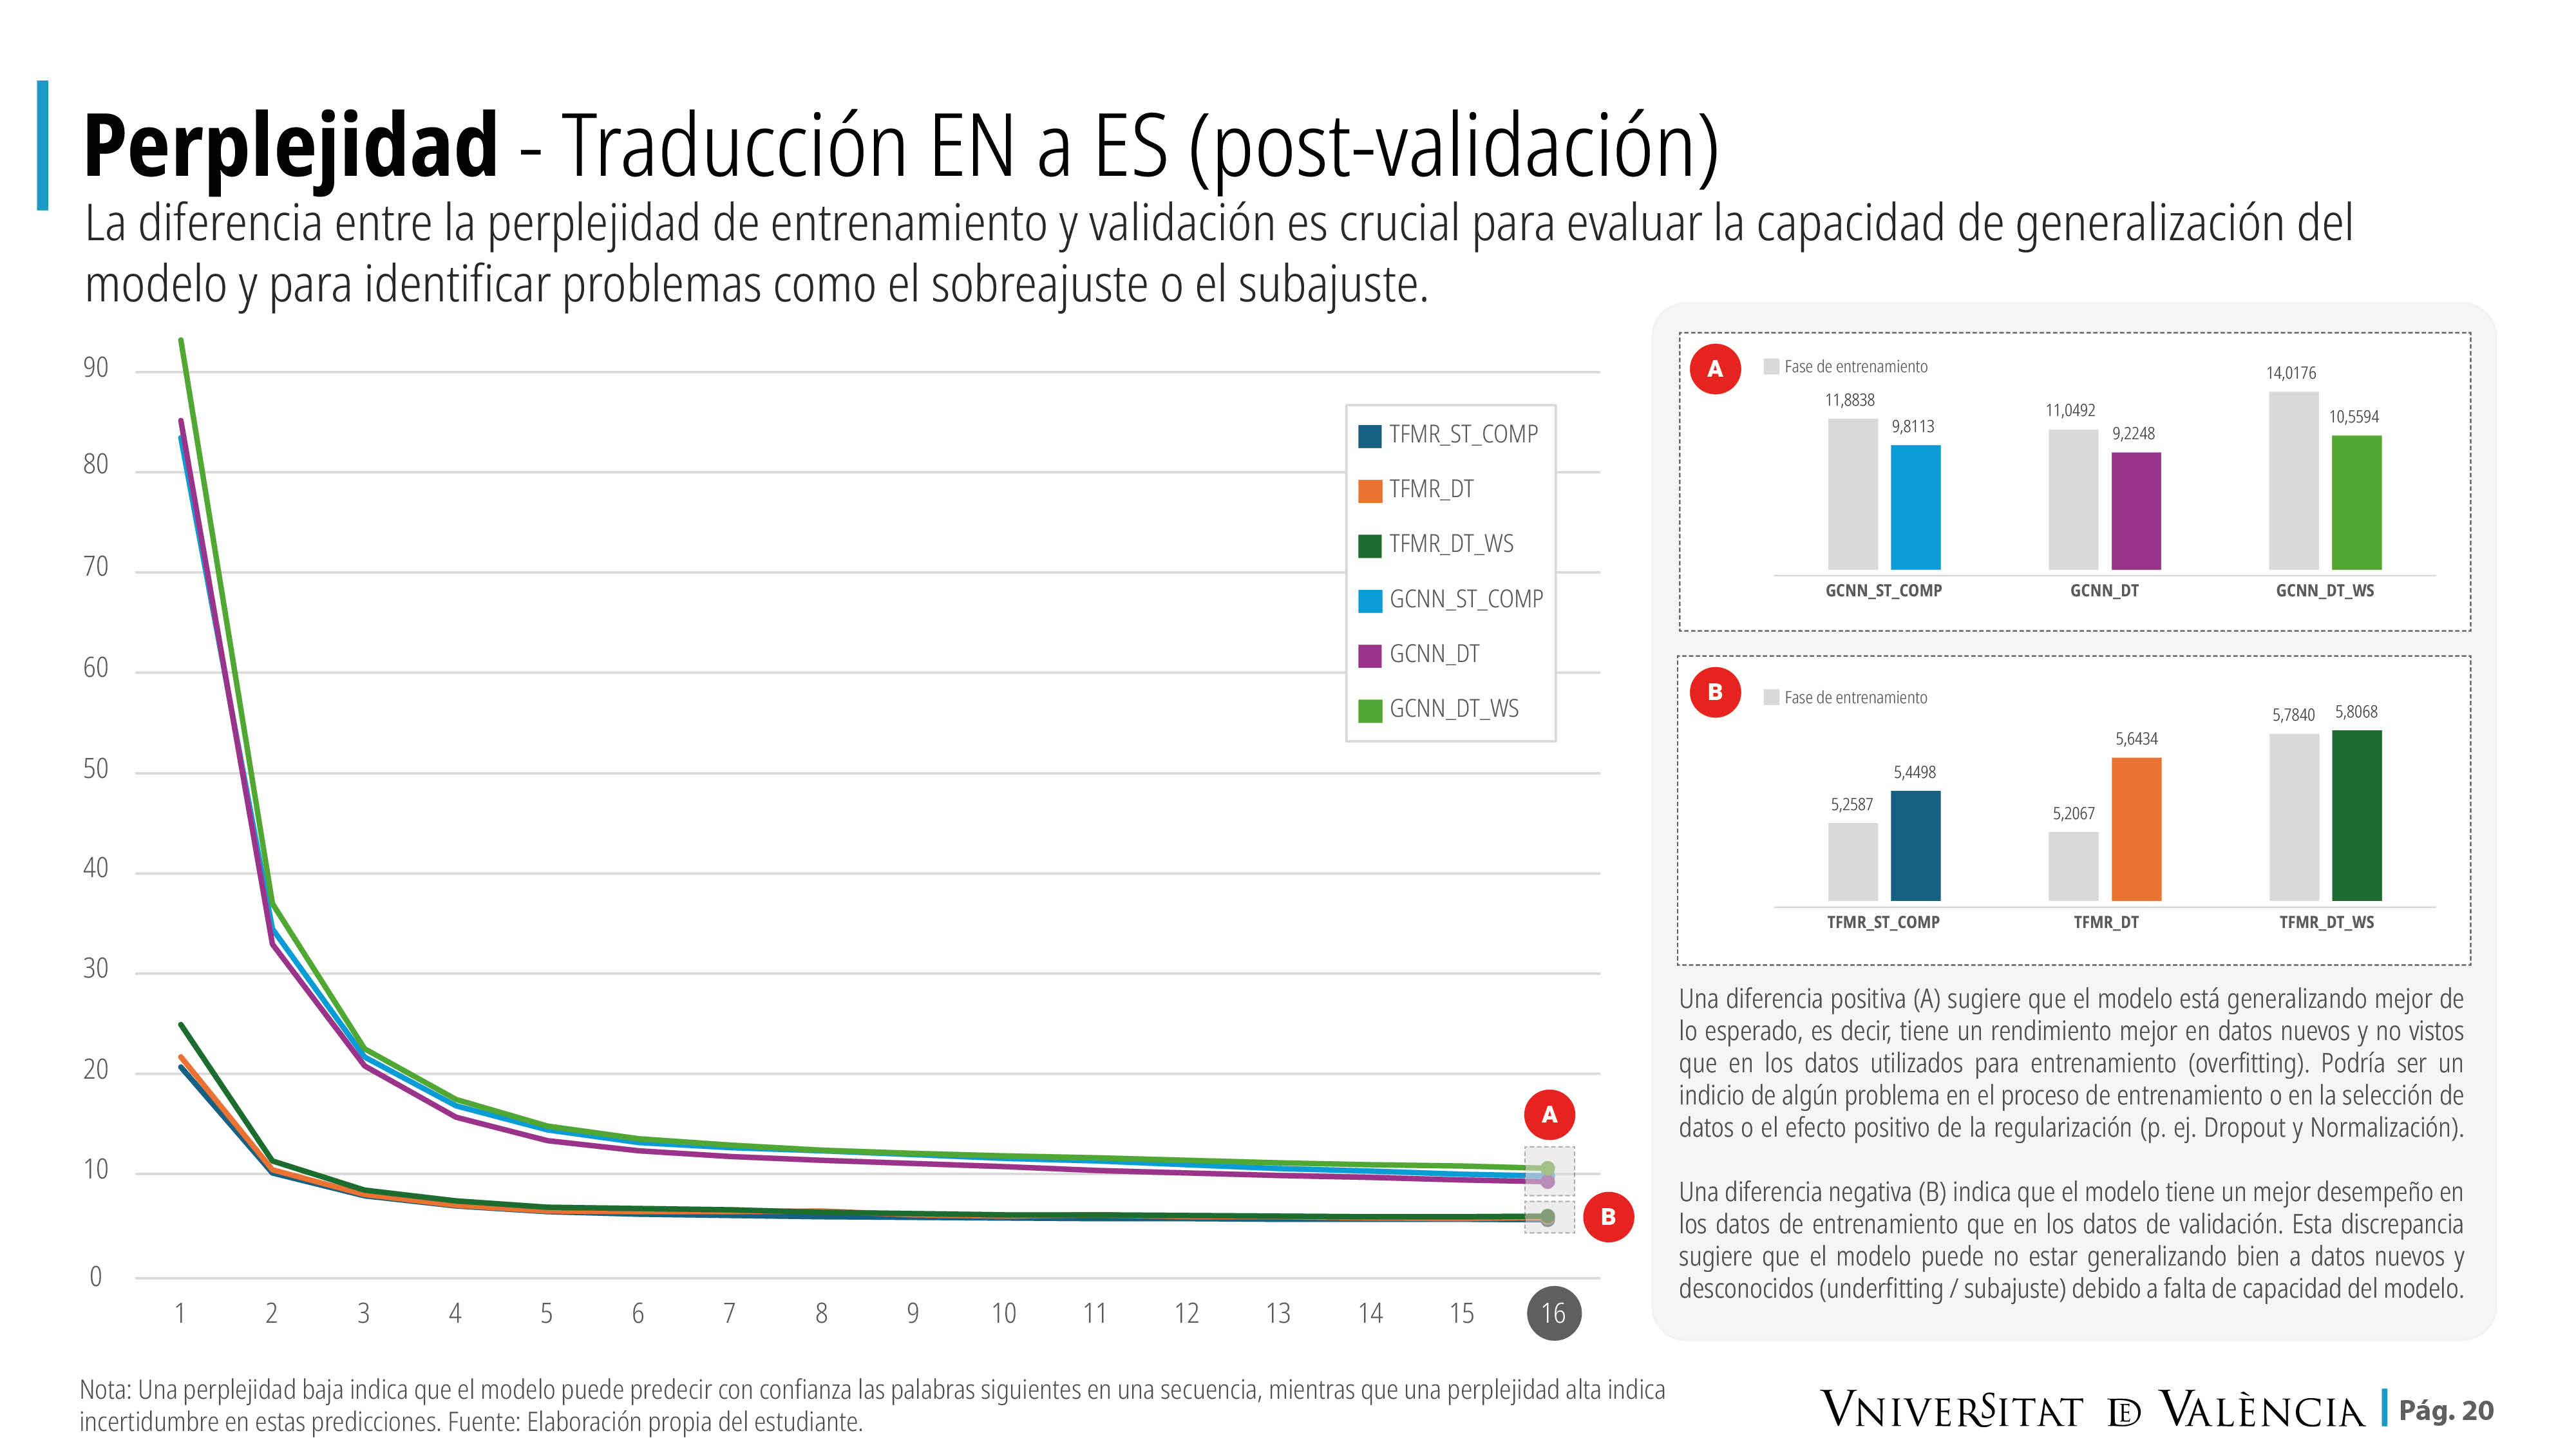 Perplejidad - Traducción EN a ES (post-validación)
La diferencia entre la perplejidad de entrenamiento y validación es crucial para evaluar la capacidad de generalización del
modelo y para identificar problemas como el sobreajuste o el subajuste.
90
80
70
60
50
40
30
20
10
0
1 2 3 4 5 6 7 8 9 10 11 12 13 14 15 16
TFMR_ST_COMP
TFMR_DT
TFMR_DT_WS
GCNN_ST_COMP
GCNN_DT
GCNN_DT_WS
A
B
A
Fase de entrenamiento
11,8838 9,8113 11,0492 9,2248 14,0176 10,5594
GCNN_ST_COMP GCNN_DT GCNN_DT_WS
B
Fase de entrenamiento
5,2587 5,4498 5,2067 5,6434 5,7840 5,8068
TFMR_ST_COMP TFMR_DT TFMR_DT_WS
Una diferencia positiva (A) sugiere que el modelo está generalizando mejor de
lo esperado, es decir, tiene un rendimiento mejor en datos nuevos y no vistos
que en los datos utilizados para entrenamiento (overfitting). Podría ser un
indicio de algún problema en el proceso de entrenamiento o en la selección de
datos o el efecto positivo de la regularización (p. ej. Dropout y Normalización).
Una diferencia negativa (B) indica que el modelo tiene un mejor desempeño en
los datos de entrenamiento que en los datos de validación. Esta discrepancia
sugiere que el modelo puede no estar generalizando bien a datos nuevos y
desconocidos (underfitting / subajuste) debido a falta de capacidad del modelo.
Nota: Una perplejidad baja indica que el modelo puede predecir con confianza las palabras siguientes en una secuencia, mientras que una perplejidad alta indica
incertidumbre en estas predicciones. Fuente: Elaboración propia del estudiante.
VNIVERSITAT DE VALÈNCIA
Pág. 20